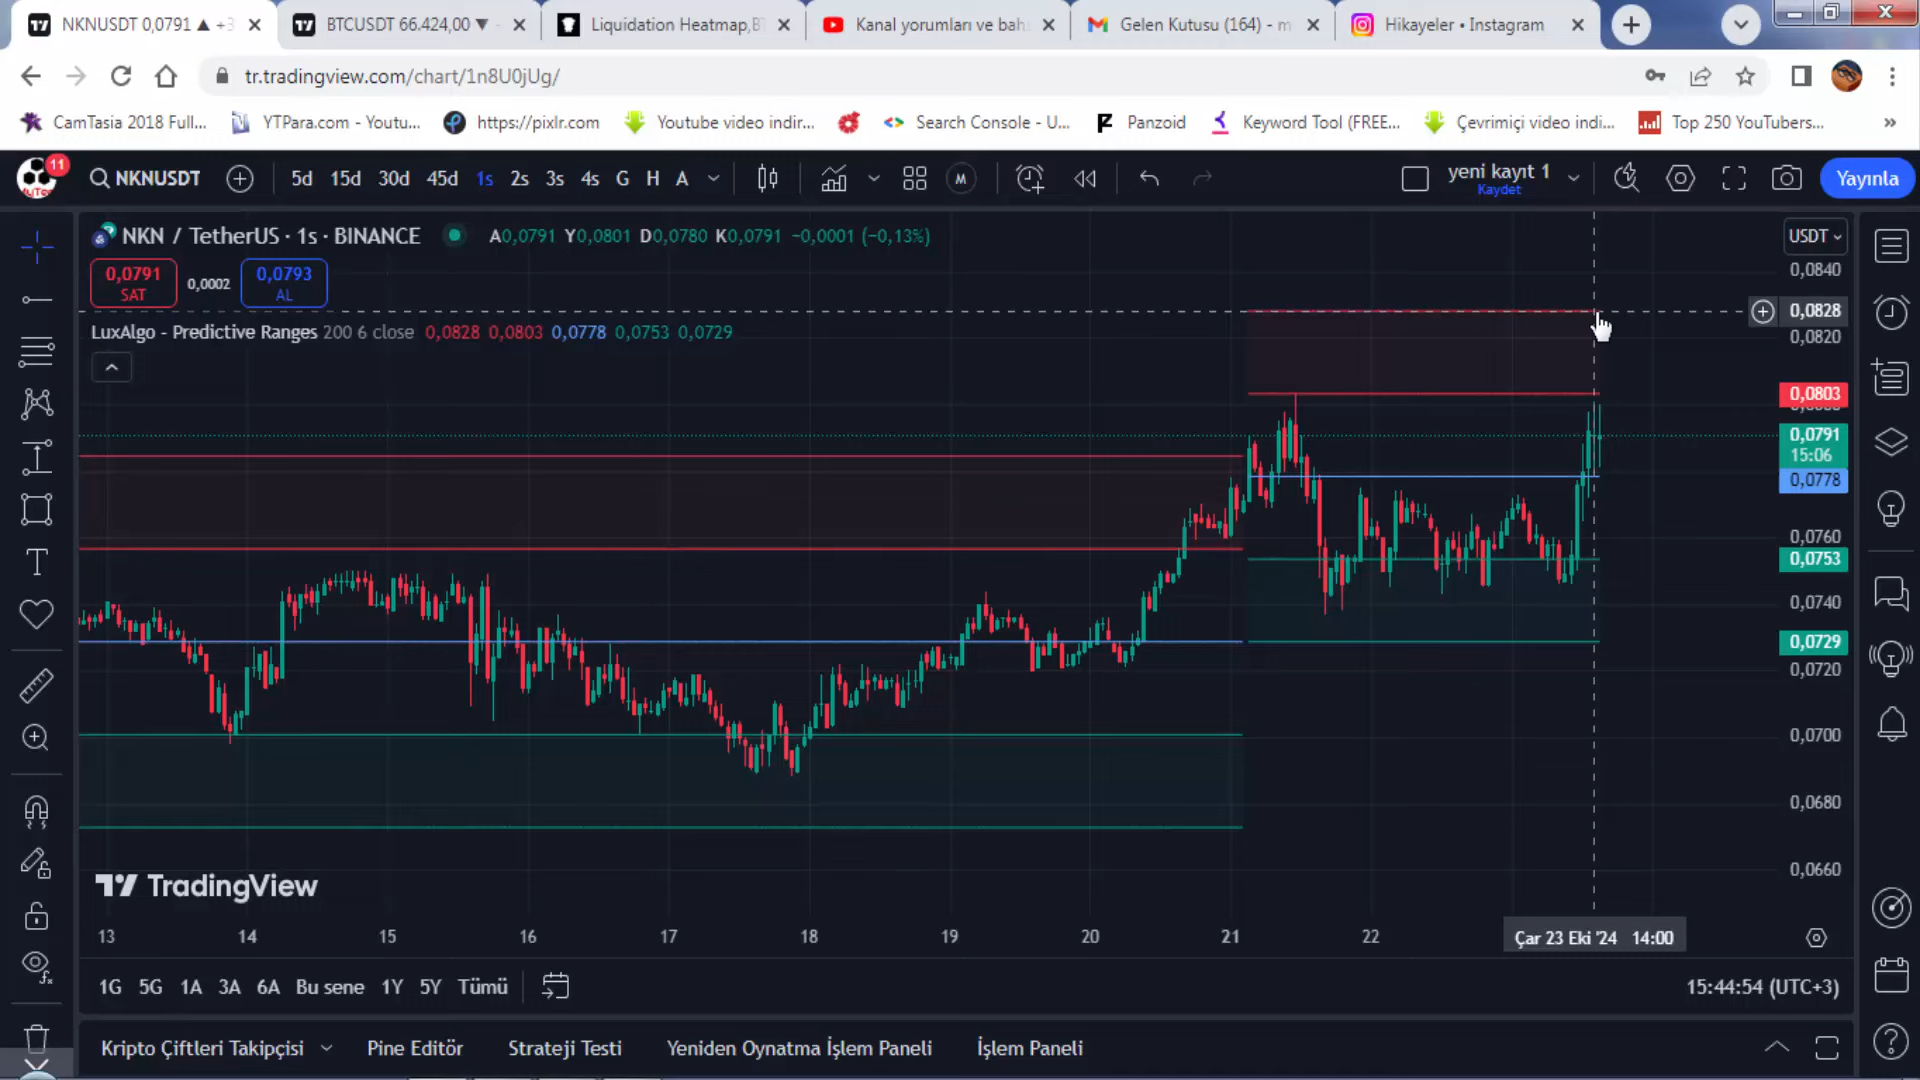 NKNUSDT 0,0791 ▲ +3
BTCUSDT 66.424,00 ▼
Liquidation Heatmap,B
Kanal yorumları ve bah
Gelen Kutusu (164) - m
Hikayeler • Instagram
tr.tradingview.com/chart/1n8U0jUg/
CamTasia 2018 Full...
YTPara.com - Youtu...
https://pixlr.com
Youtube video indir...
Search Console - U...
Panzoid
Keyword Tool (FREE...
Çevrimiçi video indi...
Top 250 YouTubers...
»
11
NKNUSDT
5d 15d 30d 45d 1s 2s 3s 4s G H A
M
yeni kayıt 1
Kaydet
Yayınla
NKN / TetherUS · 1s · BINANCE
A0,0791 Y0,0801 D0,0780 K0,0791 −0,0001 (−0,13%)
USDT
0,0791
SAT
0,0002
0,0793
AL
LuxAlgo - Predictive Ranges 200 6 close 0,0828 0,0803 0,0778 0,0753 0,0729
0,0840
0,0828
0,0820
0,0803
0,0791
15:06
0,0778
0,0760
0,0753
0,0740
0,0729
0,0720
0,0700
0,0680
0,0660
TradingView
13 14 15 16 17 18 19 20 21 22
Çar 23 Eki '24 14:00
1G 5G 1A 3A 6A Bu sene 1Y 5Y Tümü
15:44:54 (UTC+3)
Kripto Çiftleri Takipçisi
Pine Editör
Strateji Testi
Yeniden Oynatma İşlem Paneli
İşlem Paneli